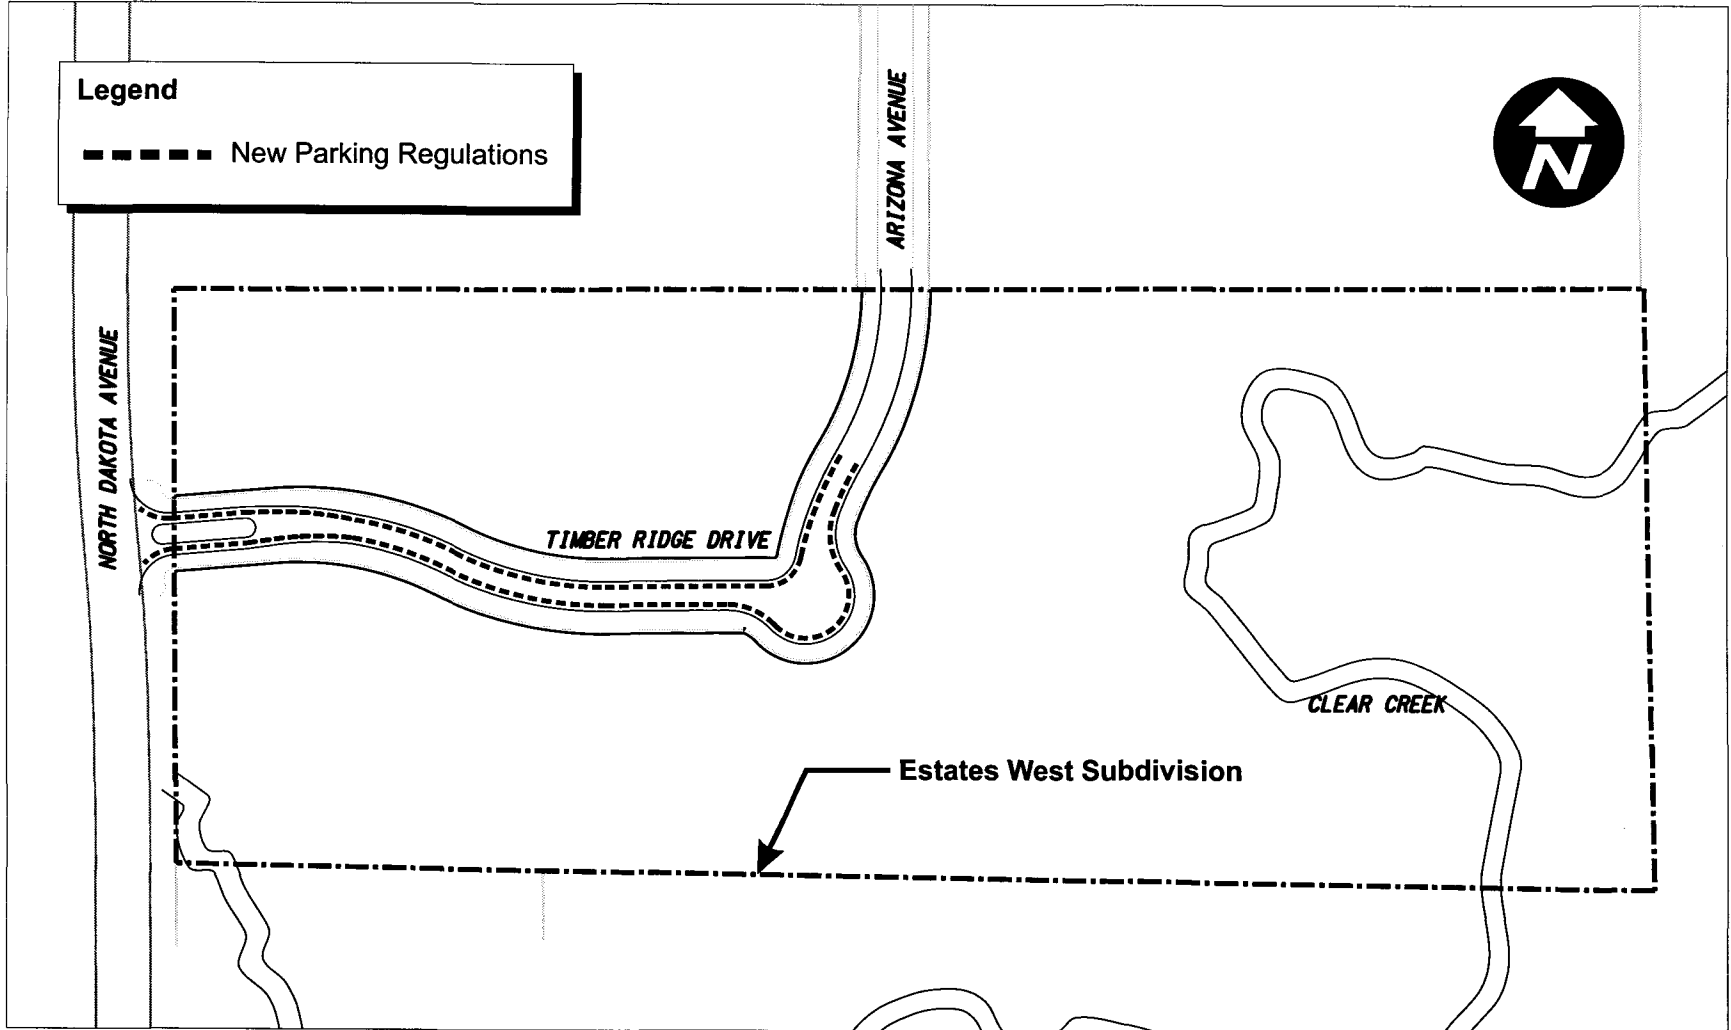 Legend
New Parking Regulations
ARIZONA AVENUE
N
NORTH DAKOTA AVENUE
TIMBER RIDGE DRIVE
CLEAR CREEK
Estates West Subdivision